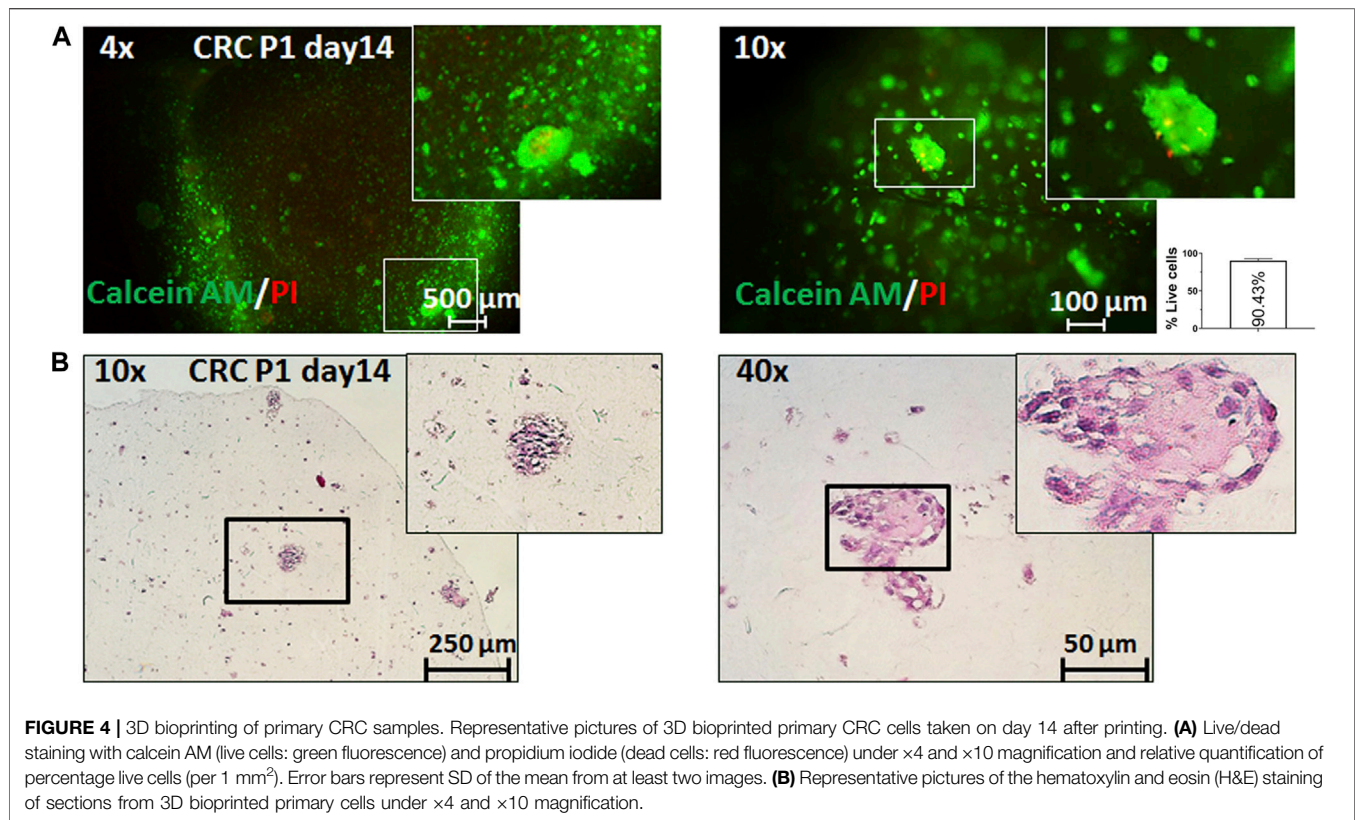 A
4x CRC P1 day14
Calcein AM/PI
500 µm
10x
Calcein AM/PI
100 µm
% Live cells
100
50
0
90.43%
B
10x CRC P1 day14
250 µm
40x
50 µm
FIGURE 4 | 3D bioprinting of primary CRC samples. Representative pictures of 3D bioprinted primary CRC cells taken on day 14 after printing. (A) Live/dead
staining with calcein AM (live cells: green fluorescence) and propidium iodide (dead cells: red fluorescence) under ×4 and ×10 magnification and relative quantification of
percentage live cells (per 1 mm²). Error bars represent SD of the mean from at least two images. (B) Representative pictures of the hematoxylin and eosin (H&E) staining
of sections from 3D bioprinted primary cells under ×4 and ×10 magnification.